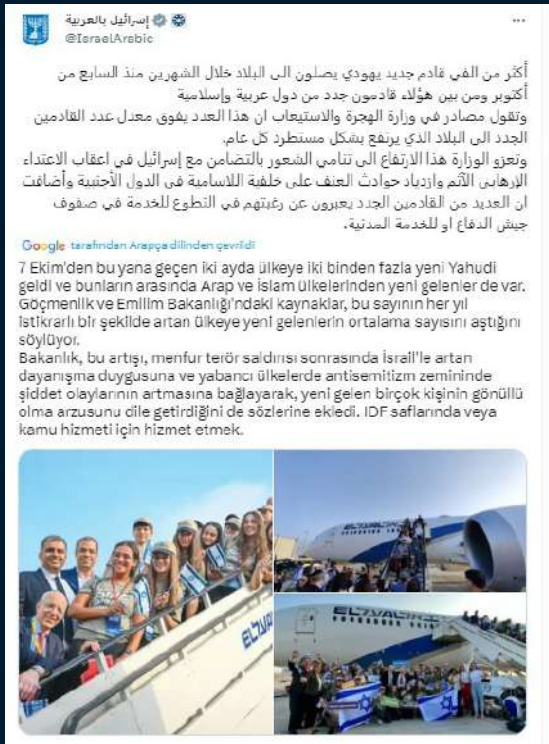 إسرائيل بالعربية
@IsraelArabic
أكثر من الفي قادم جديد يهودي يصلون الى البلاد خلال الشهرين منذ السابع من
أكتوبر ومن بين هؤلاء قادمون جدد من دول عربية وإسلامية
وتقول مصادر في وزارة الهجرة والاستيعاب ان هذا العدد يفوق معدل عدد القادمين
الجدد الى البلاد الذي يرتفع بشكل مستطرد كل عام.
وتعزو الوزارة هذا الارتفاع الى تنامي الشعور بالتضامن مع إسرائيل في اعقاب الاعتداء
الإرهابي الآثم وازدياد حوادث العنف على خلفية اللاسامية في الدول الأجنبية وأضافت
ان العديد من القادمين الجدد يعبرون عن رغبتهم في التطوع للخدمة في صفوف
جيش الدفاع او للخدمة المدنية.
Google tarafından Arapça dilinden çevrildi
7 Ekim'den bu yana geçen iki ayda ülkeye iki binden fazla yeni Yahudi
geldi ve bunların arasında Arap ve İslam ülkelerinden yeni gelenler de var.
Göçmenlik ve Emilim Bakanlığı'ndaki kaynaklar, bu sayının her yıl
istikrarlı bir şekilde artan ülkeye yeni gelenlerin ortalama sayısını aştığını
söylüyor.
Bakanlık, bu artışı, menfur terör saldırısı sonrasında İsrail'le artan
dayanışma duygusuna ve yabancı ülkelerde antisemitizm zemininde
şiddet olaylarının artmasına bağlayarak, yeni gelen birçok kişinin gönüllü
olma arzusunu dile getirdiğini de sözlerine ekledi. IDF saflarında veya
kamu hizmeti için hizmet etmek.